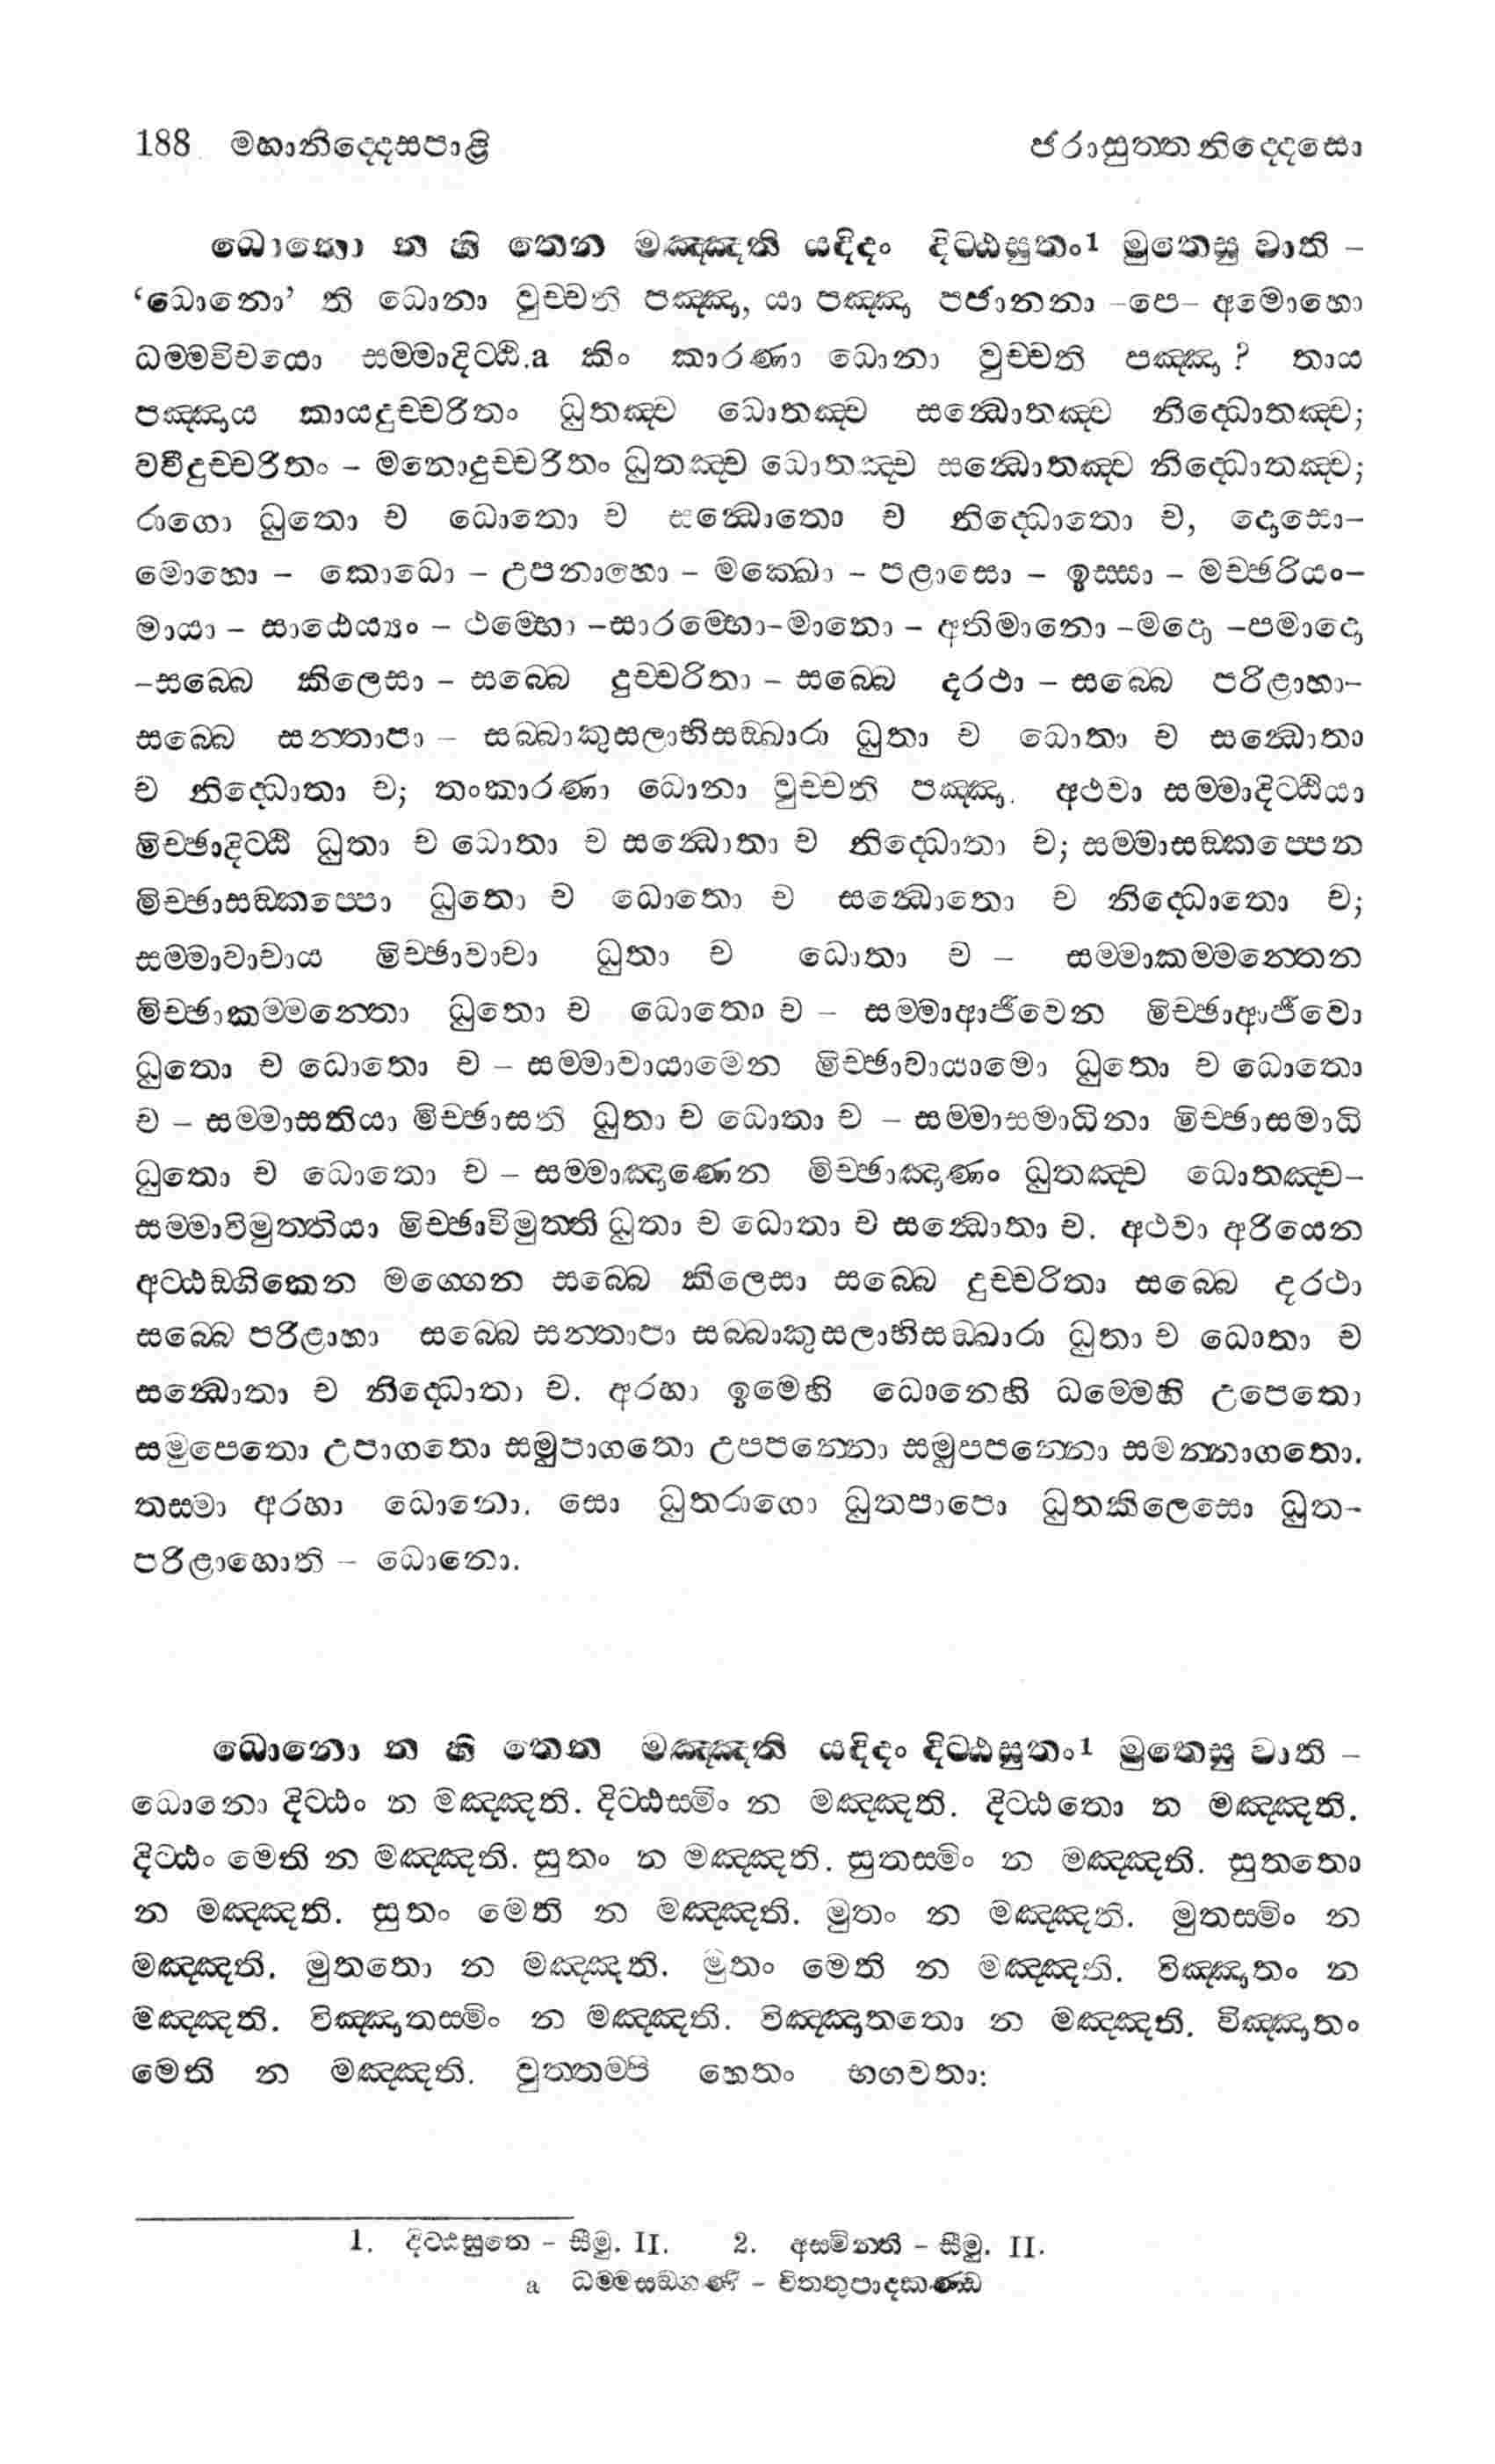 188 මහානිද්දෙසපාළි ජරාසුත්තනිද්දෙසො
ධොනො න හි තෙන මඤ්ඤති යදිදං දිට්ඨසුතං1 මුතෙසු වාති –
‘ධොනො’ ති ධොනා වුච්චති පඤ්ඤා, යා පඤ්ඤා පජානනා –පෙ– අමොහො
ධම්මවිචයො සම්මාදිට්ඨි.a කිං කාරණා ධොනා වුච්චති පඤ්ඤා? තාය
පඤ්ඤාය කායදුච්චරිතං ධුතඤ්ච ධොතඤ්ච සන්ධොතඤ්ච නිද්ධොතඤ්ච;
වචීදුච්චරිතං – මනොදුච්චරිතං ධුතඤ්ච ධොතඤ්ච සන්ධොතඤ්ච නිද්ධොතඤ්ච;
රාගො ධුතො ච ධොතො ච සන්ධොතො ච නිද්ධොතො ච, දොසො–
මොහො – කොධො – උපනාහො – මක්ඛො – පළාසො – ඉස්සා – මච්ඡරියං–
මායා – සාඨෙය්‍යං – ථම්භො –සාරම්භො–මානො – අතිමානො –මදො –පමාදො
–සබ්බෙ කිලෙසා – සබ්බෙ දුච්චරිතා – සබ්බෙ දරථා – සබ්බෙ පරිළාහා–
සබ්බෙ සන්තාපා – සබ්බාකුසලාභිසඞ්ඛාරා ධුතා ච ධොතා ච සන්ධොතා
ච නිද්ධොතා ච; තංකාරණා ධොනා වුච්චති පඤ්ඤා. අථවා සම්මාදිට්ඨියා
මිච්ඡාදිට්ඨි ධුතා ච ධොතා ච සන්ධොතා ච නිද්ධොතා ච; සම්මාසඞ්කප්පෙන
මිච්ඡාසඞ්කප්පො ධුතො ච ධොතො ච සන්ධොතො ච නිද්ධොතො ච;
සම්මාවාචාය මිච්ඡාවාචා ධුතා ච ධොතා ච – සම්මාකම්මන්තෙන
මිච්ඡාකම්මන්තො ධුතො ච ධොතො ච – සම්මාආජීවෙන මිච්ඡාආජීවො
ධුතො ච ධොතො ච – සම්මාවායාමෙන මිච්ඡාවායාමො ධුතො ච ධොතො
ච – සම්මාසතියා මිච්ඡාසති ධුතා ච ධොතා ච – සම්මාසමාධිනා මිච්ඡාසමාධි
ධුතො ච ධොතො ච – සම්මාඤාණෙන මිච්ඡාඤාණං ධුතඤ්ච ධොතඤ්ච–
සම්මාවිමුත්තියා මිච්ඡාවිමුත්ති ධුතා ච ධොතා ච සන්ධොතා ච. අථවා අරියෙන
අට්ඨඞ්ගිකෙන මග්ගෙන සබ්බෙ කිලෙසා සබ්බෙ දුච්චරිතා සබ්බෙ දරථා
සබ්බෙ පරිළාහා සබ්බෙ සන්තාපා සබ්බාකුසලාභිසඞ්ඛාරා ධුතා ච ධොතා ච
සන්ධොතා ච නිද්ධොතා ච. අරහා ඉමෙහි ධොනෙහි ධම්මෙහි උපෙතො
සමුපෙතො උපාගතො සමුපාගතො උපපන්නො සමුපපන්නො සමන්නාගතො.
තස්මා අරහා ධොනො. සො ධුතරාගො ධුතපාපො ධුතකිලෙසො ධුත–
පරිළාහොති – ධොනො.
ධොනො න හි තෙන මඤ්ඤති යදිදං දිට්ඨසුතං1 මුතෙසු වාති –
ධොනො දිට්ඨං න මඤ්ඤති. දිට්ඨස්මිං න මඤ්ඤති. දිට්ඨතො න මඤ්ඤති.
දිට්ඨං මෙති න මඤ්ඤති. සුතං න මඤ්ඤති. සුතස්මිං න මඤ්ඤති. සුතතො
න මඤ්ඤති. සුතං මෙති න මඤ්ඤති. මුතං න මඤ්ඤති. මුතස්මිං න
මඤ්ඤති. මුතතො න මඤ්ඤති. මුතං මෙති න මඤ්ඤති. විඤ්ඤාතං න
මඤ්ඤති. විඤ්ඤාතස්මිං න මඤ්ඤති. විඤ්ඤාතතො න මඤ්ඤති. විඤ්ඤාතං
මෙති න මඤ්ඤති. වුත්තම්පි හෙතං භගවතා:
1. දිට්ඨසුතෙ – සීමු. II. 2. අස්මින්ති – සීමු. II.
a ධම්මසඞ්ගණි – චිත්තුප්පාදකණ්ඩ